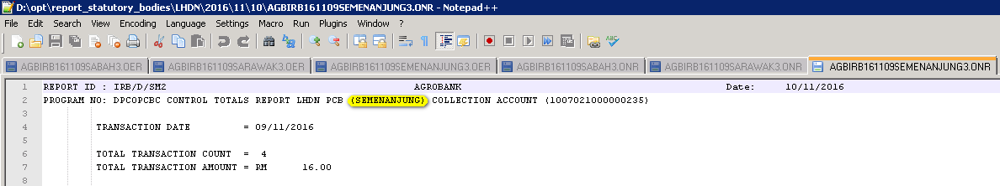 D:\opt\report_statutory_bodies\LHDN\2016\11\10\AGBIRB161109SEMENANJUNG3.ONR - Notepad++
File Edit Search View Encoding Language Settings Macro Run Plugins Window ?
AGBIRB161109SABAH3.OER AGBIRB161109SARAWAK3.OER AGBIRB161109SEMENANJUNG3.OER AGBIRB161109SABAH3.ONR AGBIRB161109SARAWAK3.ONR AGBIRB161109SEMENANJUNG3.ONR
1 REPORT ID : IRB/D/SM2 AGROBANK Date: 10/11/2016
2 PROGRAM NO: DPCOPCBC CONTROL TOTALS REPORT LHDN PCB (SEMENANJUNG) COLLECTION ACCOUNT (1007021000000235)
3
4 TRANSACTION DATE = 09/11/2016
5
6 TOTAL TRANSACTION COUNT = 4
7 TOTAL TRANSACTION AMOUNT = RM 16.00
8